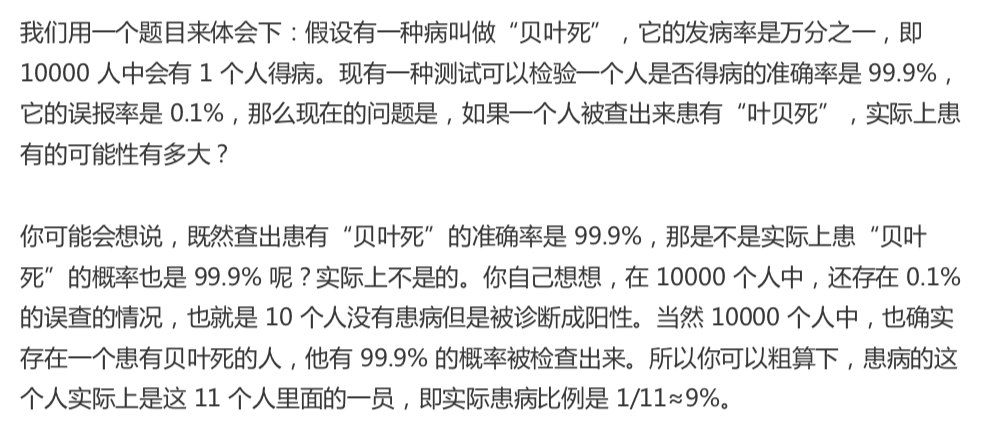 我们用一个题目来体会下：假设有一种病叫做“贝叶死”，它的发病率是万分之一，即
10000 人中会有 1 个人得病。现有一种测试可以检验一个人是否得病的准确率是 99.9%，
它的误报率是 0.1%，那么现在的问题是，如果一个人被查出来患有“叶贝死”，实际上患
有的可能性有多大？
你可能会想说，既然查出患有“贝叶死”的准确率是 99.9%，那是不是实际上患“贝叶
死”的概率也是 99.9% 呢？实际上不是的。你自己想想，在 10000 个人中，还存在 0.1%
的误查的情况，也就是 10 个人没有患病但是被诊断成阳性。当然 10000 个人中，也确实
存在一个患有贝叶死的人，他有 99.9% 的概率被检查出来。所以你可以粗算下，患病的这
个人实际上是这 11 个人里面的一员，即实际患病比例是 1/11≈9%。